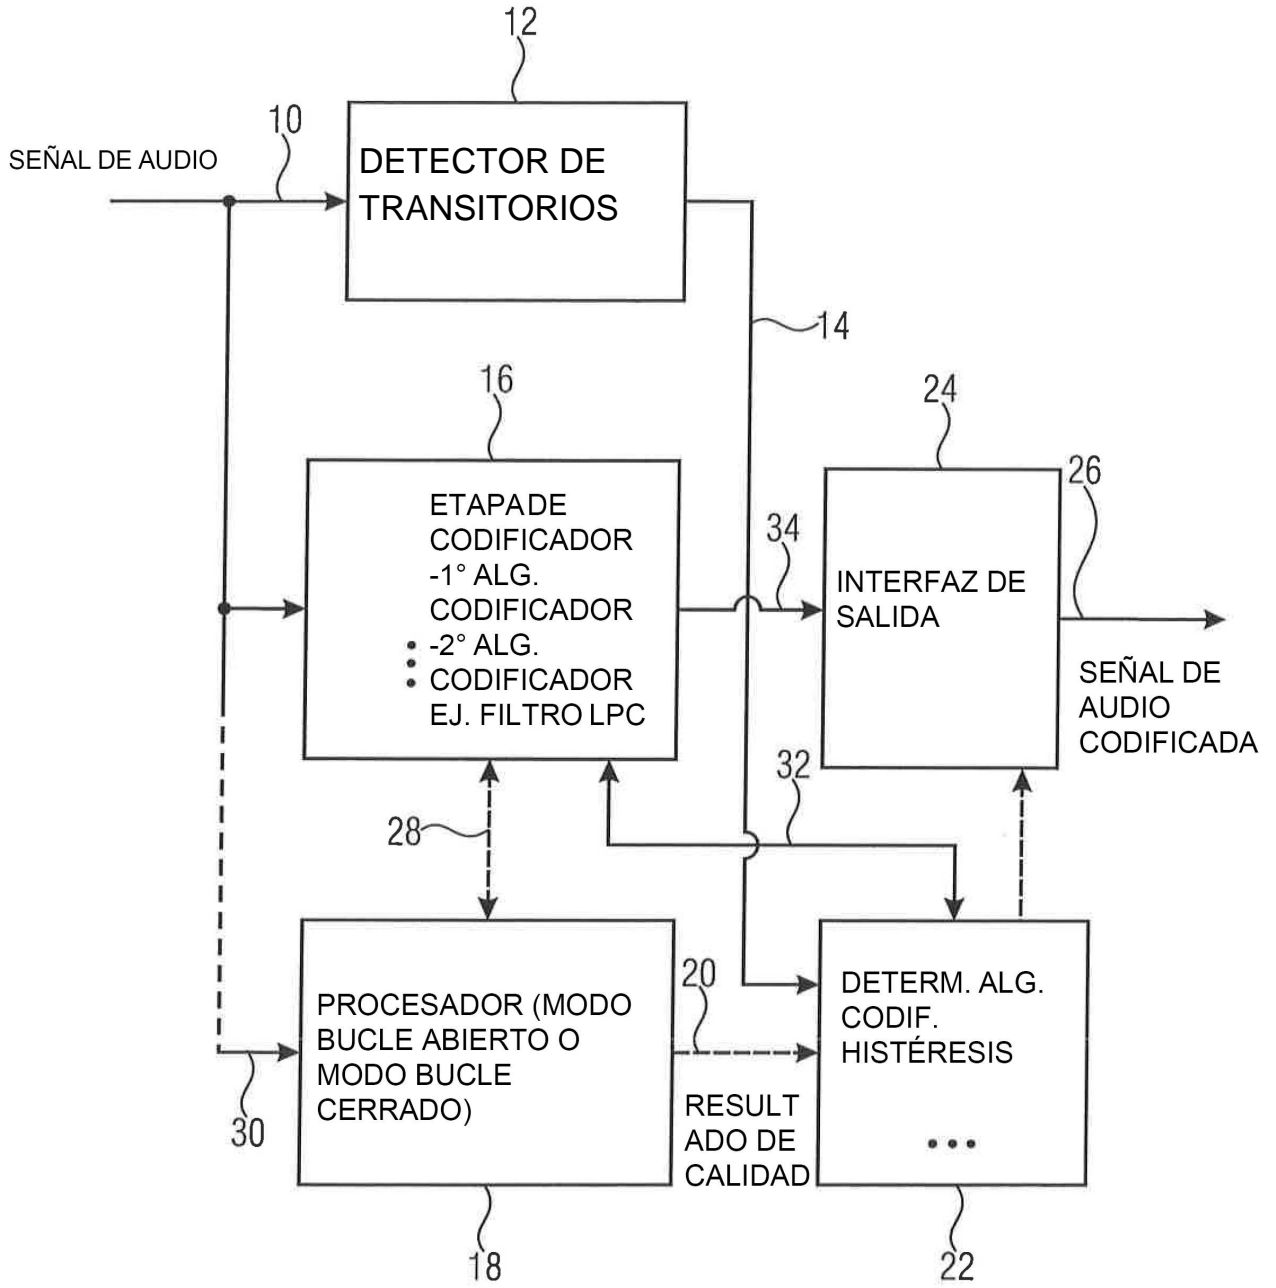 12
10
SEÑAL DE AUDIO
DETECTOR DE
TRANSITORIOS
14
16
24
ETAPA DE
CODIFICADOR
-1° ALG.
CODIFICADOR
-2° ALG.
CODIFICADOR
EJ. FILTRO LPC
34
INTERFAZ DE
SALIDA
26
SEÑAL DE
AUDIO
CODIFICADA
32
28
PROCESADOR (MODO
BUCLE ABIERTO O
MODO BUCLE
CERRADO)
20
DETERM. ALG.
CODIF.
HISTÉRESIS
30
RESULT
ADO DE
CALIDAD
18
22